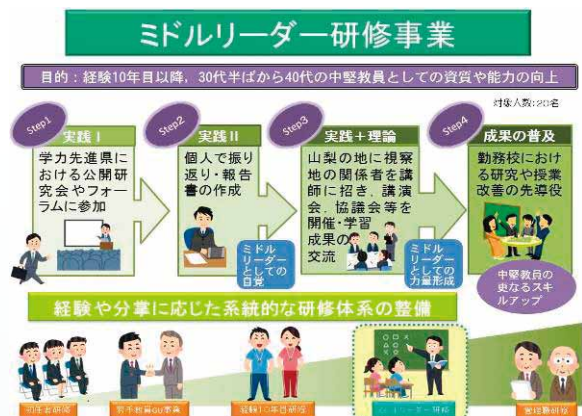 ミドルリーダー研修事業
目的：経験10年目以降，30代半ばから40代の中堅教員としての資質や能力の向上
対象人数：20名
Step1
実践Ⅰ
学力先進県に
おける公開研
究会やフォー
ラムに参加
Step2
実践Ⅱ
個人で振り
返り・報告
書の作成
ミドル
リーダー
としての
自覚
Step3
実践＋理論
山梨の地に視察
地の関係者を講
師に招き，講演
会，協議会等を
開催・学習
成果の
交流
ミドル
リーダー
としての
力量形成
Step4
成果の普及
勤務校におけ
る研究や授業
改善の先導役
中堅教員の
更なるスキ
ルアップ
経験や分掌に応じた系統的な研修体系の整備
初任者研修
経験10年目研修
ミドルリーダー研修
管理職研修